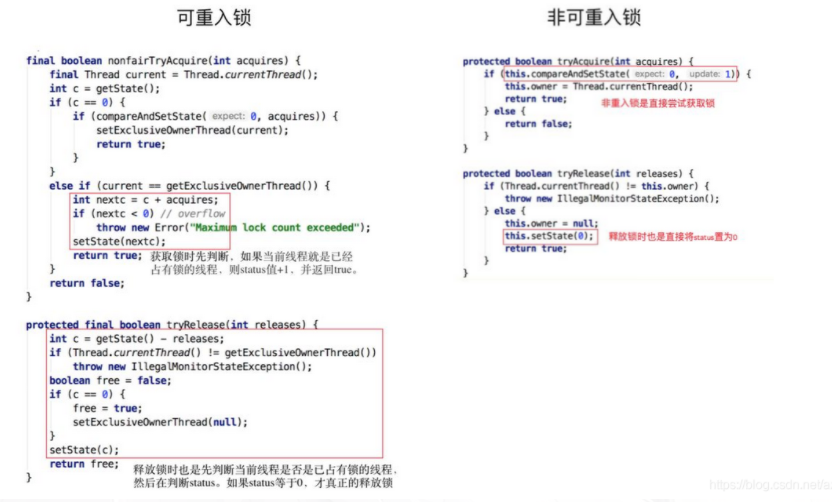 可重入锁
final boolean nonfairTryAcquire(int acquires) {
final Thread current = Thread.currentThread();
int c = getState();
if (c == 0) {
if (compareAndSetState( expect: 0, acquires)) {
setExclusiveOwnerThread(current);
return true;
}
}
else if (current == getExclusiveOwnerThread()) {
int nextc = c + acquires;
if (nextc < 0) // overflow
throw new Error("Maximum lock count exceeded");
setState(nextc);
return true; 获取锁时先判断，如果当前线程就是已经
} 占有锁的线程，则status值+1，并返回true。
return false;
}
protected final boolean tryRelease(int releases) {
int c = getState() - releases;
if (Thread.currentThread() != getExclusiveOwnerThread())
throw new IllegalMonitorStateException();
boolean free = false;
if (c == 0) {
free = true;
setExclusiveOwnerThread(null);
}
setState(c);
return free; 释放锁时也是先判断当前线程是否是已占有锁的线程，
} 然后在判断status。如果status等于0，才真正的释放锁
非可重入锁
protected boolean tryAcquire(int acquires) {
if (this.compareAndSetState( expect: 0, update: 1)) {
this.owner = Thread.currentThread();
return true; 非重入锁是直接尝试获取锁
} else {
return false;
}
}
protected boolean tryRelease(int releases) {
if (Thread.currentThread() != this.owner) {
throw new IllegalMonitorStateException();
} else {
this.owner = null;
this.setState(0); 释放锁时也是直接将status置为0
return true;
}
}